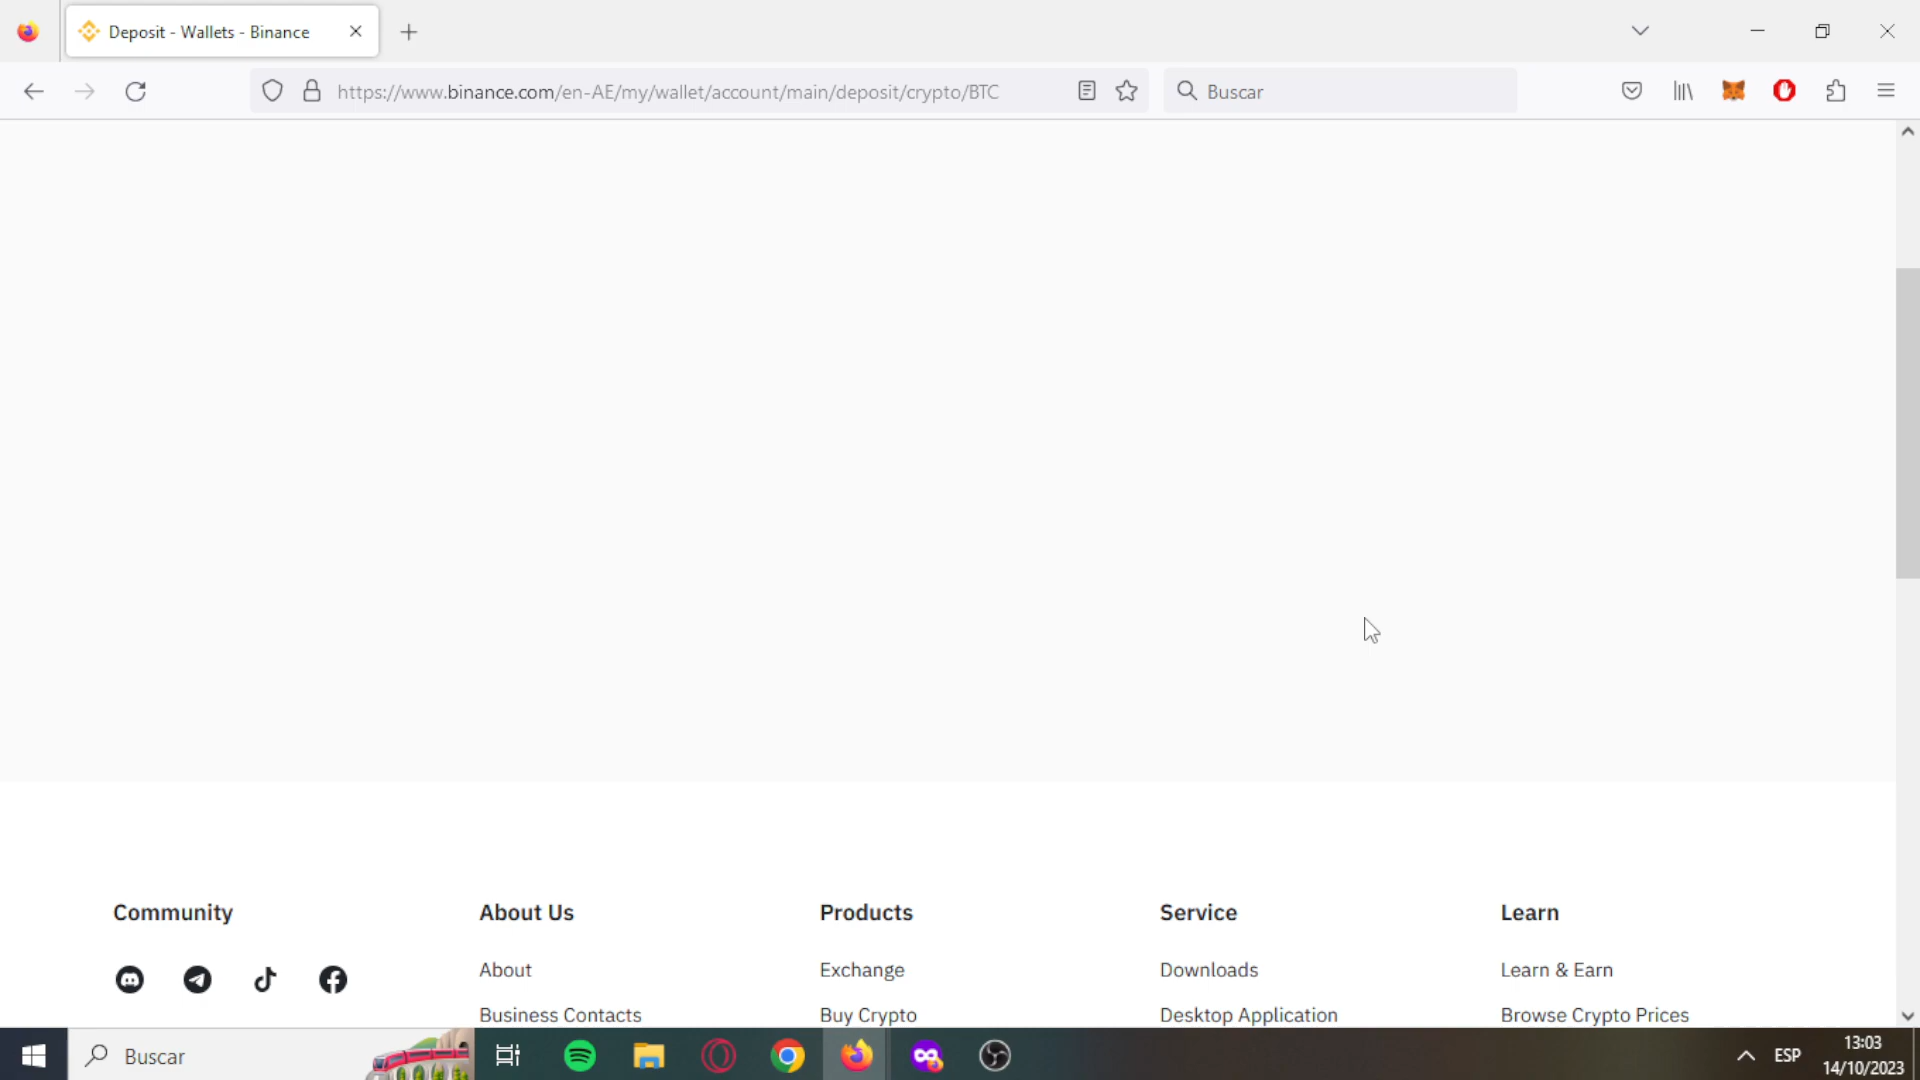 Deposit - Wallets - Binance
https://www.binance.com/en-AE/my/wallet/account/main/deposit/crypto/BTC
Buscar
Community
About Us
Products
Service
Learn
About
Exchange
Downloads
Learn & Earn
Business Contacts
Buy Crypto
Desktop Application
Browse Crypto Prices
Buscar
ESP
13:03
14/10/2023